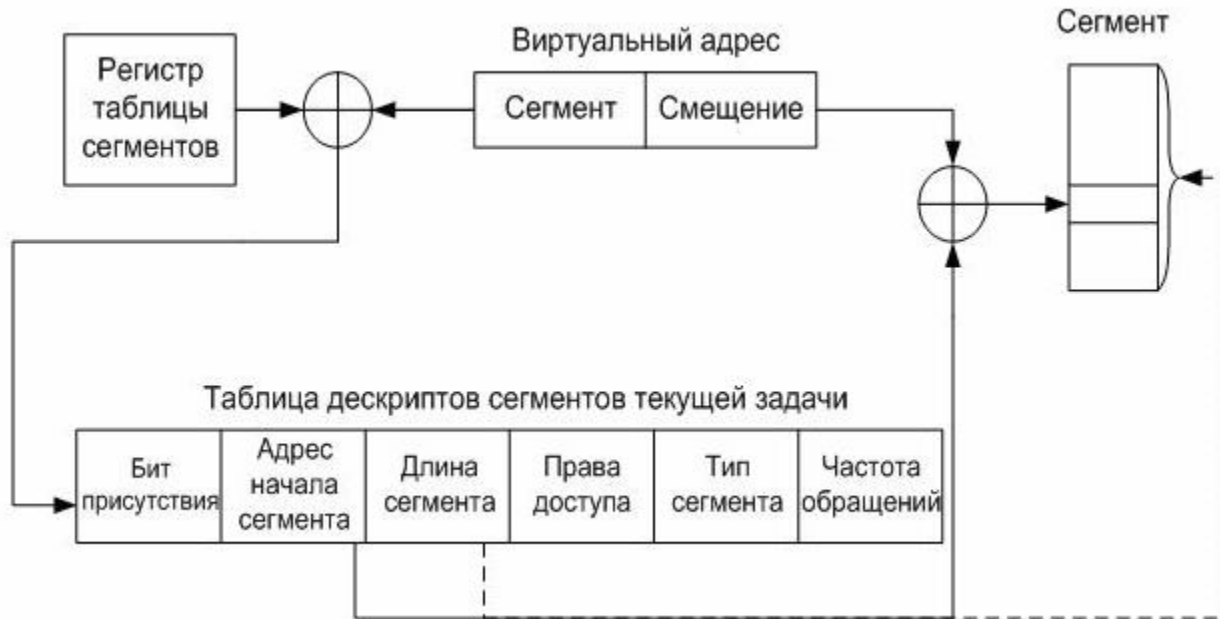 Сегмент
Виртуальный адрес
Регистр
таблицы
сегментов
Сегмент
Смещение
Таблица дескриптов сегментов текущей задачи
Бит
присутствия
Адрес
начала
сегмента
Длина
сегмента
Права
доступа
Тип
сегмента
Частота
обращений